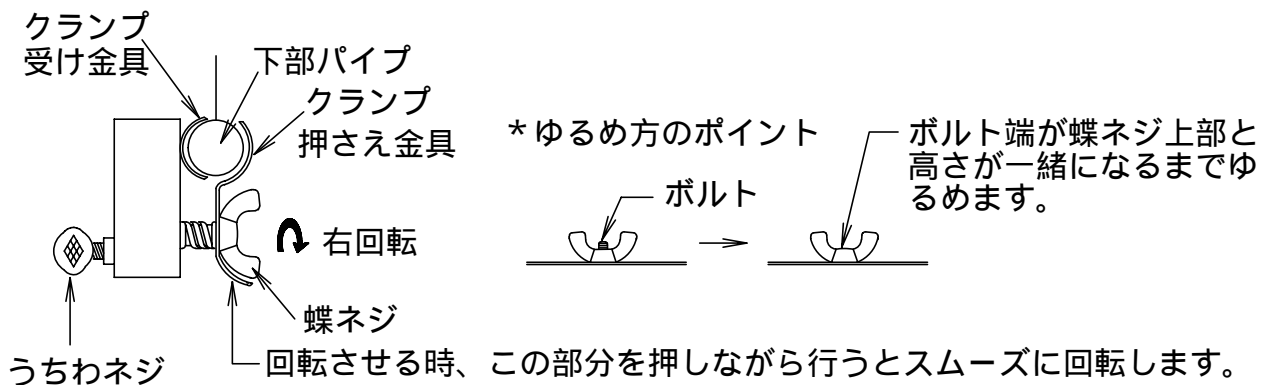 クランプ
受け金具
下部パイプ
クランプ
押さえ金具
*ゆるめ方のポイント
ボルト端が蝶ネジ上部と
高さが一緒になるまでゆ
るめます。
ボルト
右回転
蝶ネジ
うちわネジ
回転させる時、この部分を押しながら行うとスムーズに回転します。